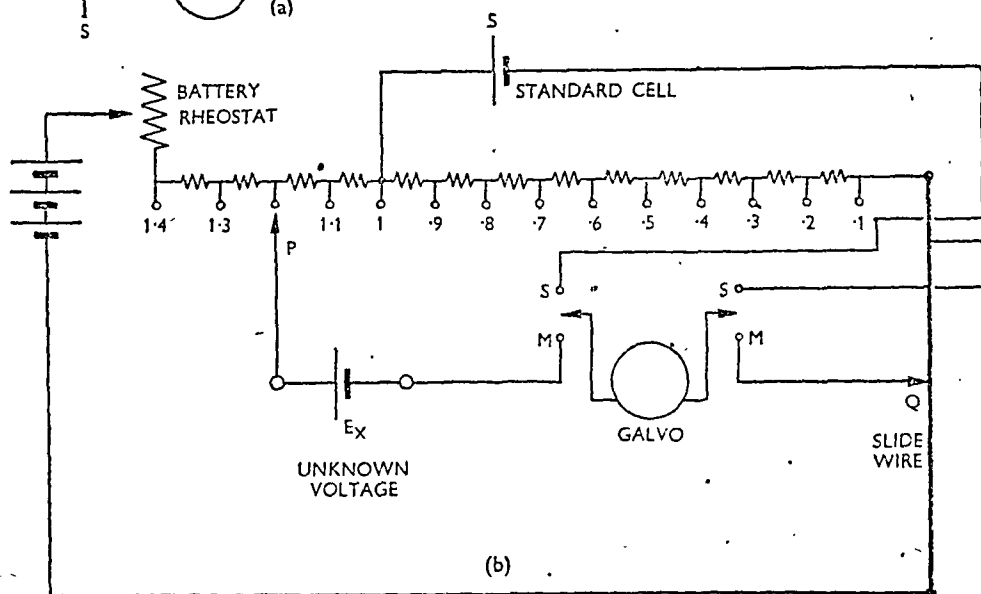 S
(a)
S
BATTERY
RHEOSTAT
STANDARD CELL
1·4 1·3 1·1 1 ·9 ·8 ·7 ·6 ·5 ·4 ·3 ·2 ·1
P
S S
M M
EX
GALVO
Q
UNKNOWN
VOLTAGE
SLIDE
WIRE
(b)